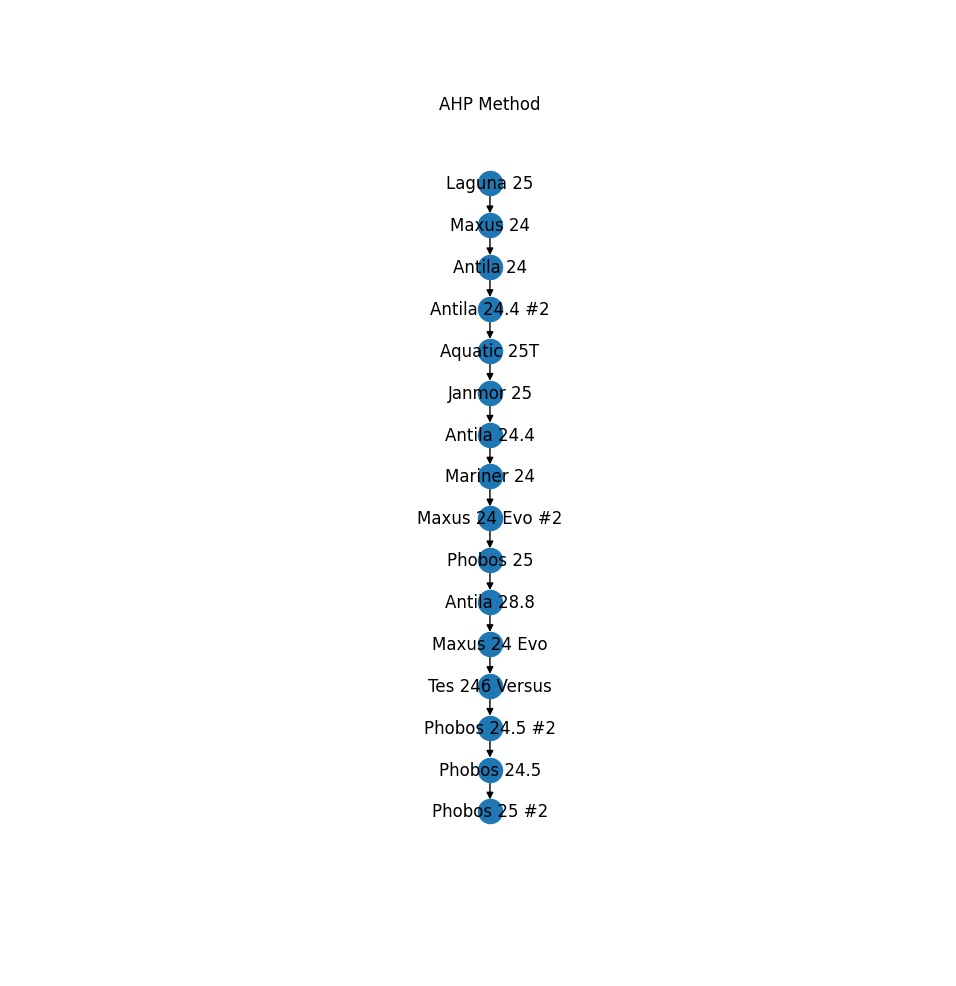 AHP Method
Laguna 25
Maxus 24
Antila 24
Antila 24.4 #2
Aquatic 25T
Janmor 25
Antila 24.4
Mariner 24
Maxus 24 Evo #2
Phobos 25
Antila 28.8
Maxus 24 Evo
Tes 246 Versus
Phobos 24.5 #2
Phobos 24.5
Phobos 25 #2